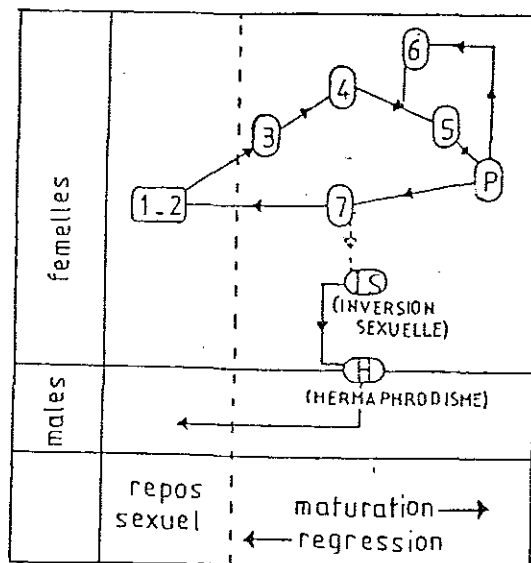 6
4
3
5
P
1_2
7
IS
(INVERSION
SEXUELLE)
H
(HERMAPHRODISME)
femelles
males
repos
sexuel
maturation
regression